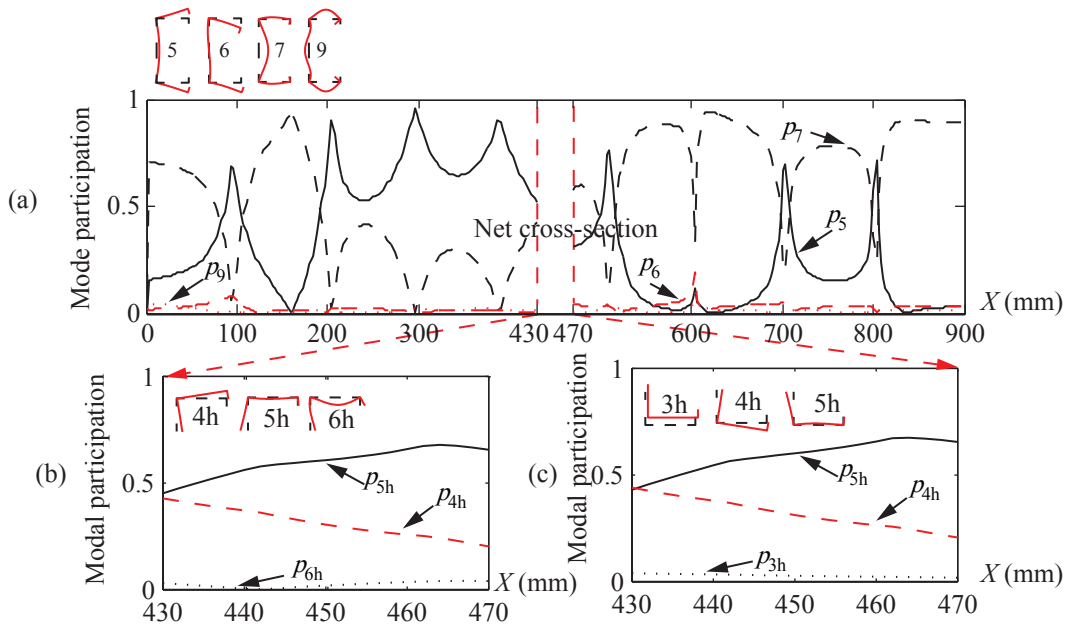 5 6 7 9
(a)
Mode participation
1
0.5
0
p7
Net cross-section
p5
p9
p6
X (mm)
0 100 200 300 430 470 600 700 800 900
(b)
Modal participation
1
0.5
0
4h 5h 6h
p5h
p4h
p6h
X (mm)
430 440 450 460 470
(c)
Modal participation
1
0.5
0
3h 4h 5h
p5h
p4h
p3h
X (mm)
430 440 450 460 470